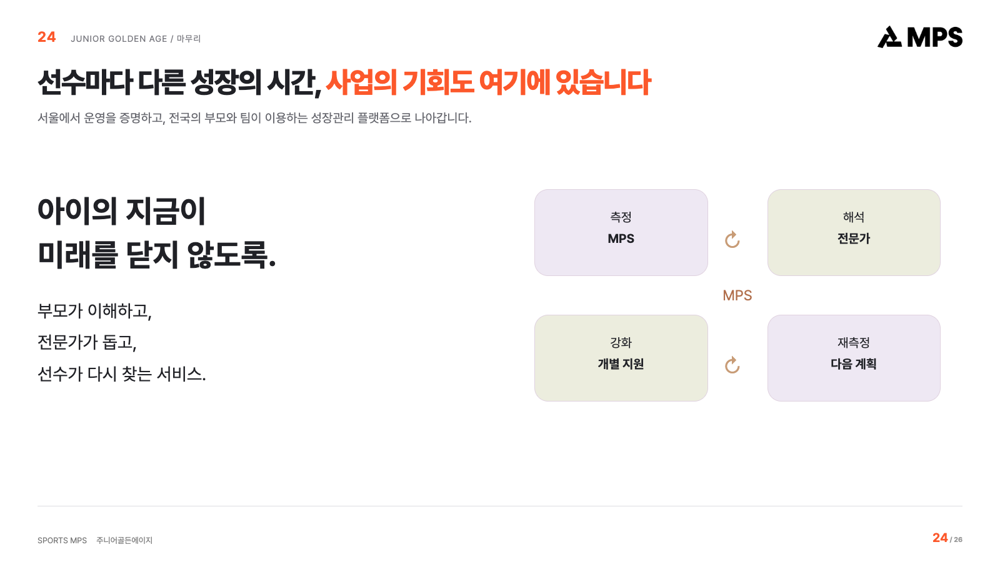 24 JUNIOR GOLDEN AGE / 마무리
MPS
선수마다 다른 성장의 시간, 사업의 기회도 여기에 있습니다
서울에서 운영을 증명하고, 전국의 부모와 팀이 이용하는 성장관리 플랫폼으로 나아갑니다.
아이의 지금이
미래를 닫지 않도록.
부모가 이해하고,
전문가가 돕고,
선수가 다시 찾는 서비스.
측정
MPS
해석
전문가
MPS
강화
개별 지원
재측정
다음 계획
SPORTS MPS 주니어골든에이지
24 / 26